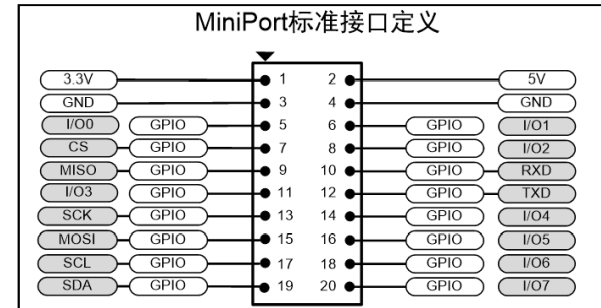 MiniPort标准接口定义
3.3V 1 2 5V
GND 3 4 GND
I/O0 GPIO 5 6 GPIO I/O1
CS GPIO 7 8 GPIO I/O2
MISO GPIO 9 10 GPIO RXD
I/O3 GPIO 11 12 GPIO TXD
SCK GPIO 13 14 GPIO I/O4
MOSI GPIO 15 16 GPIO I/O5
SCL GPIO 17 18 GPIO I/O6
SDA GPIO 19 20 GPIO I/O7